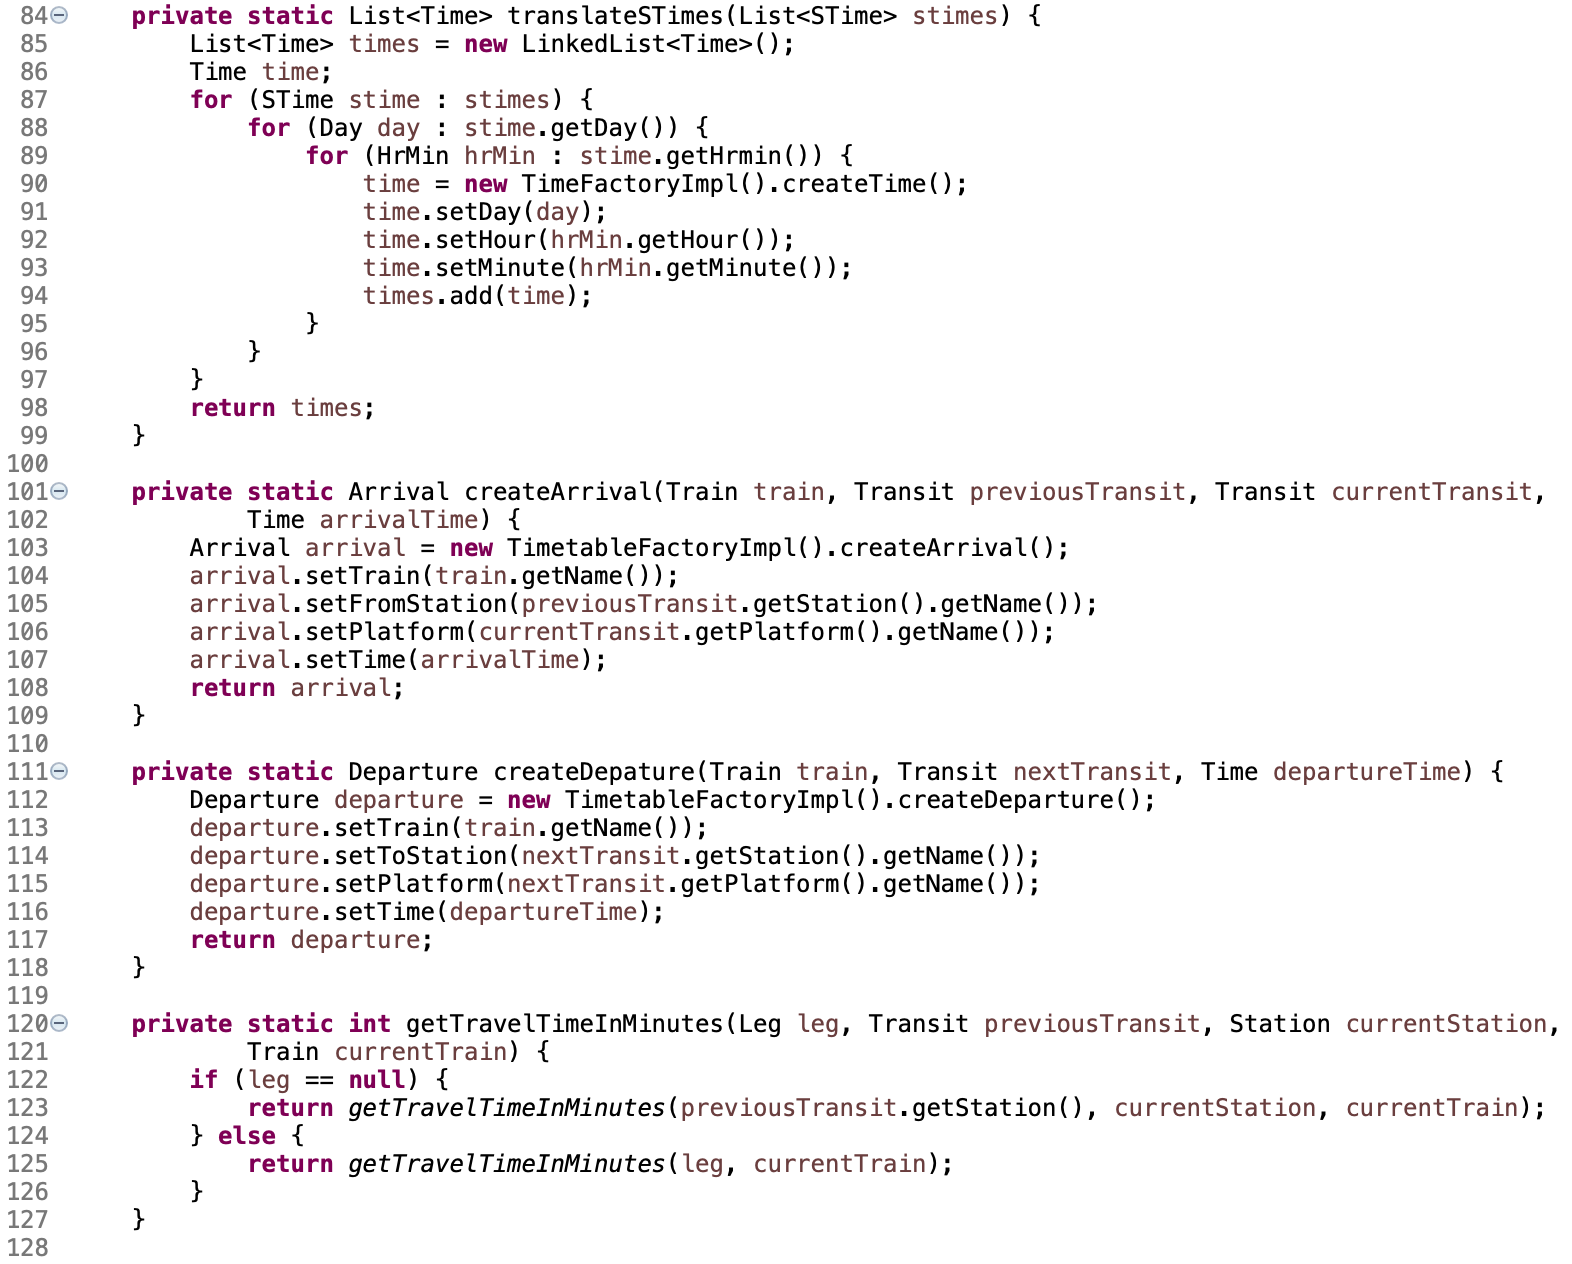 84 private static List<Time> translateSTimes(List<STime> stimes) {
85 List<Time> times = new LinkedList<Time>();
86 Time time;
87 for (STime stime : stimes) {
88 for (Day day : stime.getDay()) {
89 for (HrMin hrMin : stime.getHrmin()) {
90 time = new TimeFactoryImpl().createTime();
91 time.setDay(day);
92 time.setHour(hrMin.getHour());
93 time.setMinute(hrMin.getMinute());
94 times.add(time);
95 }
96 }
97 }
98 return times;
99 }
100
101 private static Arrival createArrival(Train train, Transit previousTransit, Transit currentTransit,
102 Time arrivalTime) {
103 Arrival arrival = new TimetableFactoryImpl().createArrival();
104 arrival.setTrain(train.getName());
105 arrival.setFromStation(previousTransit.getStation().getName());
106 arrival.setPlatform(currentTransit.getPlatform().getName());
107 arrival.setTime(arrivalTime);
108 return arrival;
109 }
110
111 private static Departure createDepature(Train train, Transit nextTransit, Time departureTime) {
112 Departure departure = new TimetableFactoryImpl().createDeparture();
113 departure.setTrain(train.getName());
114 departure.setToStation(nextTransit.getStation().getName());
115 departure.setPlatform(nextTransit.getPlatform().getName());
116 departure.setTime(departureTime);
117 return departure;
118 }
119
120 private static int getTravelTimeInMinutes(Leg leg, Transit previousTransit, Station currentStation,
121 Train currentTrain) {
122 if (leg == null) {
123 return getTravelTimeInMinutes(previousTransit.getStation(), currentStation, currentTrain);
124 } else {
125 return getTravelTimeInMinutes(leg, currentTrain);
126 }
127 }
128